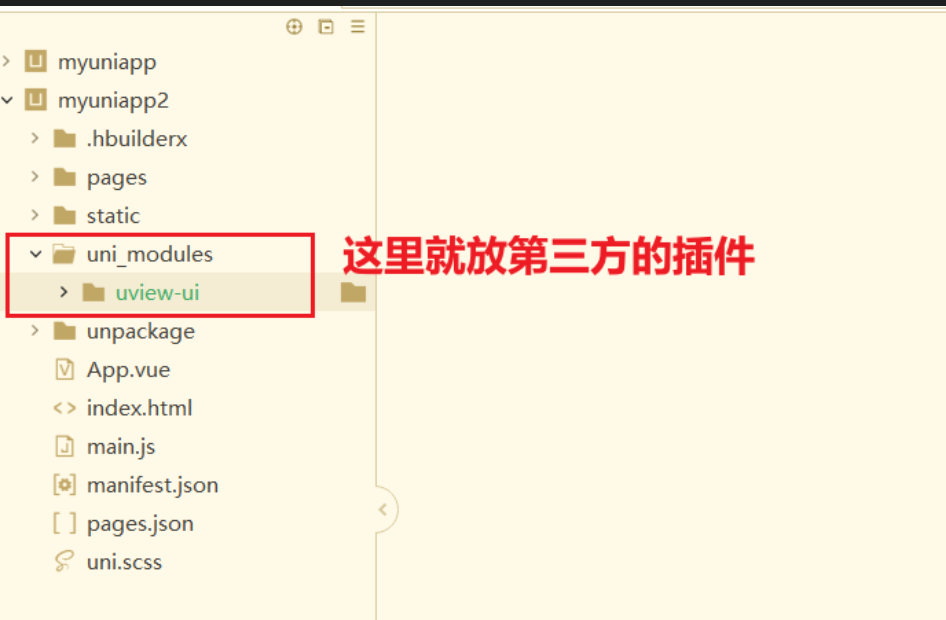 myuniapp
myuniapp2
.hbuilderx
pages
static
uni_modules
这里就放第三方的插件
uview-ui
unpackage
App.vue
index.html
main.js
manifest.json
pages.json
uni.scss